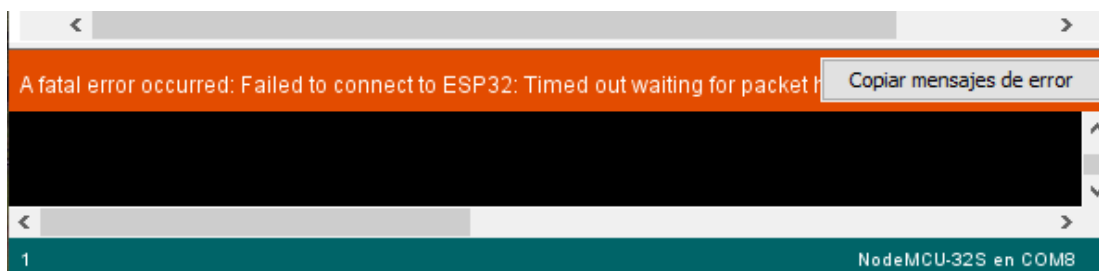 A fatal error occurred: Failed to connect to ESP32: Timed out waiting for packet
Copiar mensajes de error
1
NodeMCU-32S en COM8